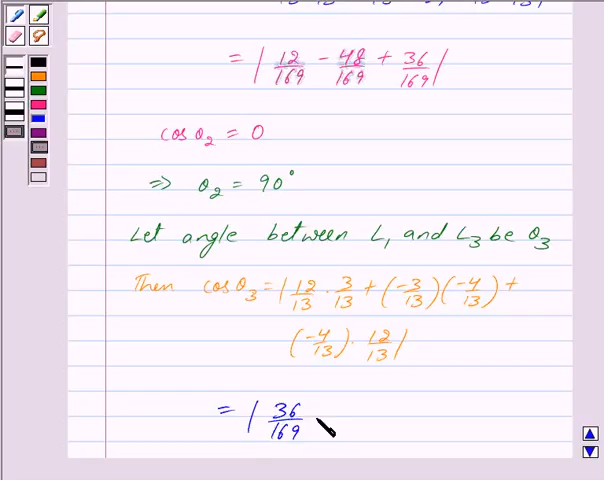 = | 12/169 - 48/169 + 36/169 |
cos θ₂ = 0
=> θ₂ = 90°
Let angle between L₁ and L₃ be θ₃
Then cos θ₃ = | 12/13 · 3/13 + (-3/13)(-4/13) +
(-4/13) · 12/13 |
= | 36/169